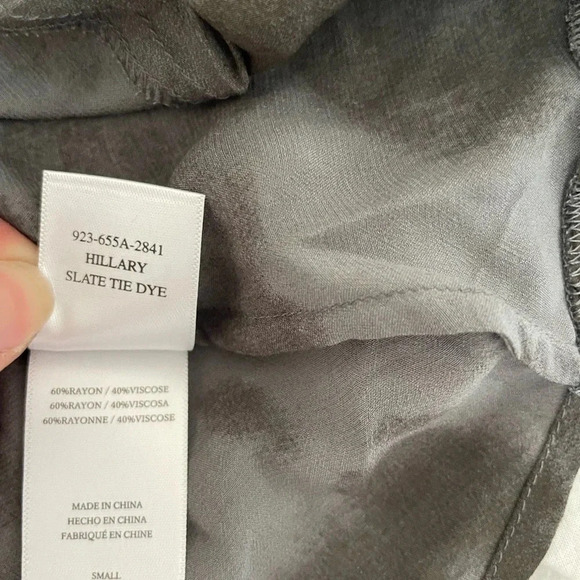 923-655A-2841
HILLARY
SLATE TIE DYE
60%RAYON / 40%VISCOSE
60%RAYON / 40%VISCOSA
60%RAYONNE / 40%VISCOSE
MADE IN CHINA
HECHO EN CHINA
FABRIQUÉ EN CHINE
SMALL